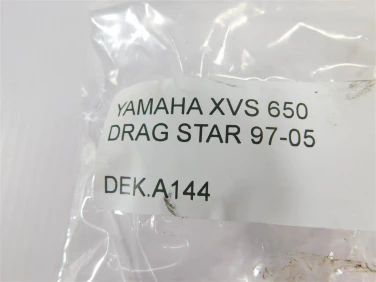 YAMAHA XVS 650
DRAG STAR 97-05
DEK.A144